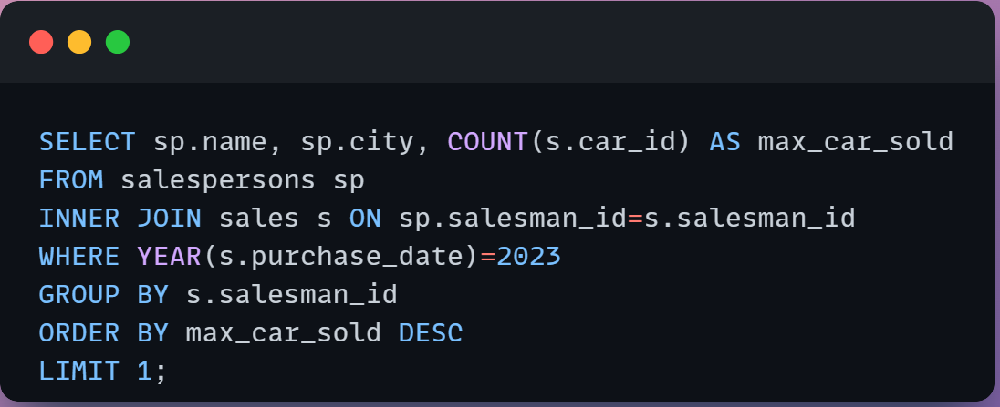 SELECT sp.name, sp.city, COUNT(s.car_id) AS max_car_sold
FROM salespersons sp
INNER JOIN sales s ON sp.salesman_id=s.salesman_id
WHERE YEAR(s.purchase_date)=2023
GROUP BY s.salesman_id
ORDER BY max_car_sold DESC
LIMIT 1;